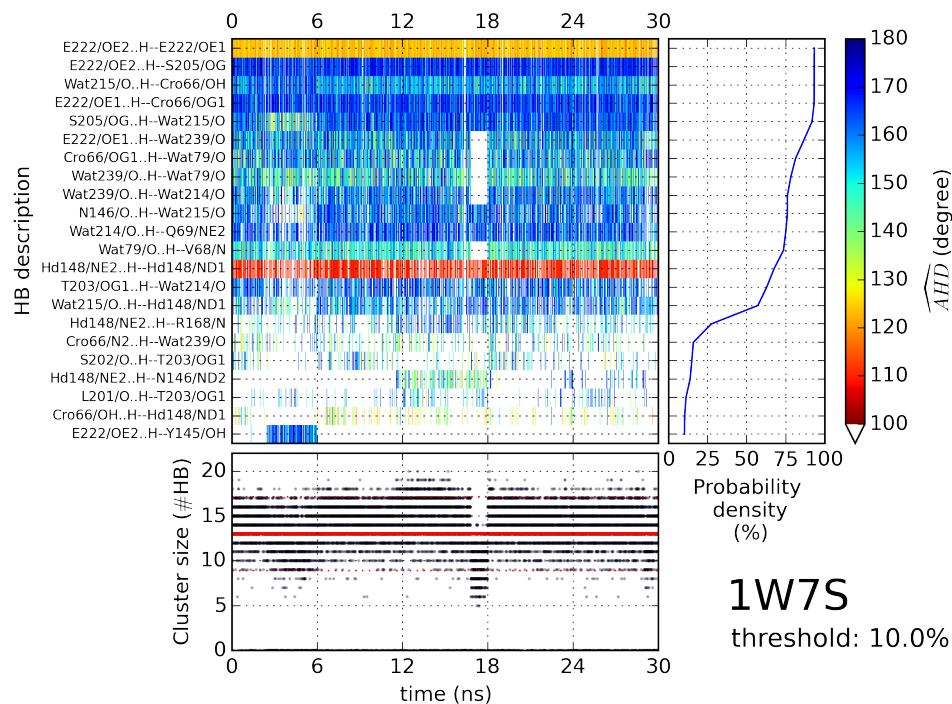 0 6 12 18 24 30
E222/OE2..H--E222/OE1
E222/OE2..H--S205/OG
Wat215/O..H--Cro66/OH
E222/OE1..H--Cro66/OG1
S205/OG..H--Wat215/O
E222/OE1..H--Wat239/O
Cro66/OG1..H--Wat79/O
Wat239/O..H--Wat79/O
Wat239/O..H--Wat214/O
N146/O..H--Wat215/O
Wat214/O..H--Q69/NE2
Wat79/O..H--V68/N
Hd148/NE2..H--Hd148/ND1
T203/OG1..H--Wat214/O
Wat215/O..H--Hd148/ND1
Hd148/NE2..H--R168/N
Cro66/N2..H--Wat239/O
S202/O..H--T203/OG1
Hd148/NE2..H--N146/ND2
L201/O..H--T203/OG1
Cro66/OH..H--Hd148/ND1
E222/OE2..H--Y145/OH
HB description
0 25 50 75 100
Probability
density
(%)
180
170
160
150
140
130
120
110
100
AHD (degree)
20
15
10
5
0
Cluster size (#HB)
0 6 12 18 24 30
time (ns)
1W7S
threshold: 10.0%